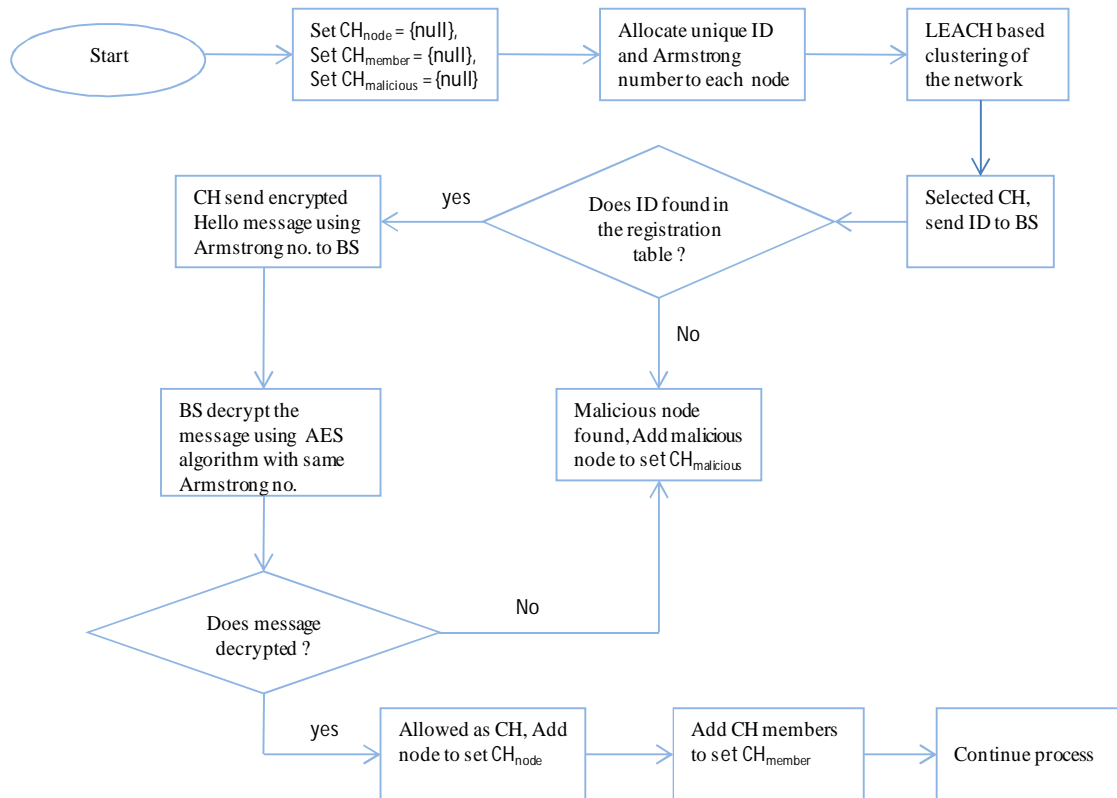 Start
Set CHnode = {null},
Set CHmember = {null},
Set CHmalicious = {null}
Allocate unique ID
and Armstrong
number to each node
LEACH based
clustering of
the network
CH send encrypted
Hello message using
Armstrong no. to BS
yes
Does ID found in
the registration
table ?
Selected CH,
send ID to BS
No
BS decrypt the
message using AES
algorithm with same
Armstrong no.
Malicious node
found, Add malicious
node to set CHmalicious
Does message
decrypted ?
No
yes
Allowed as CH, Add
node to set CHnode
Add CH members
to set CHmember
Continue process